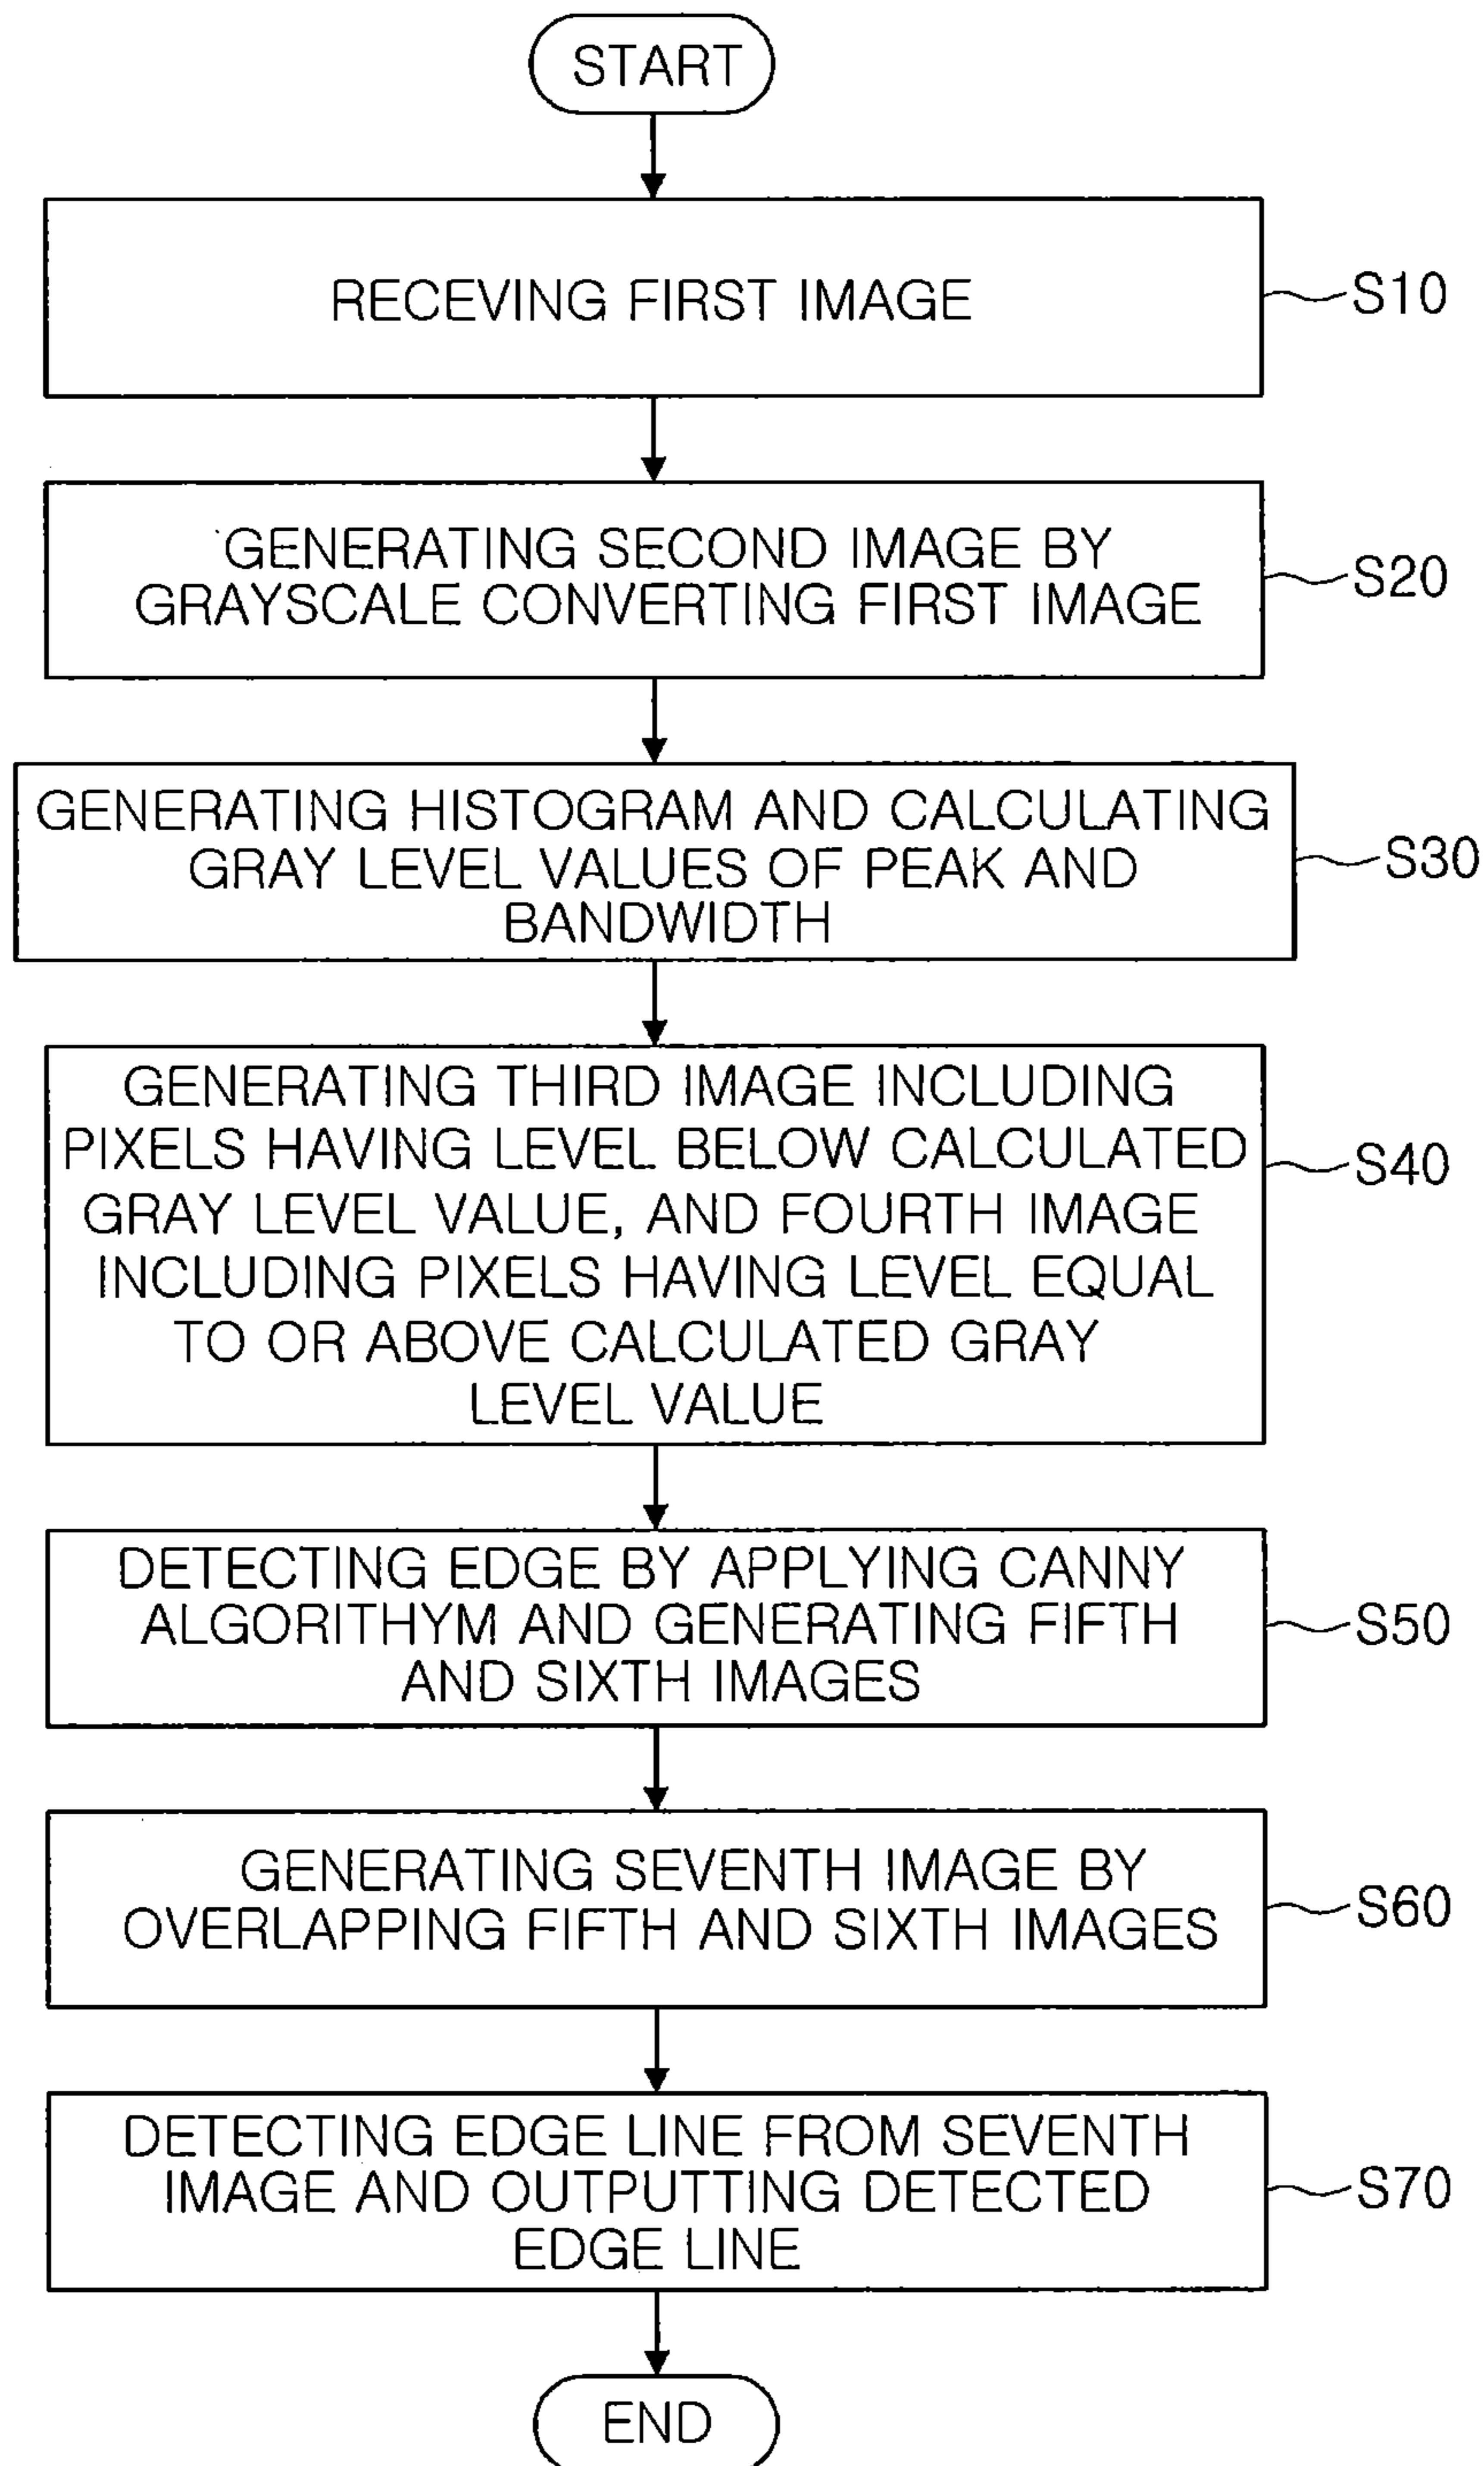 START
RECEVING FIRST IMAGE
S10
GENERATING SECOND IMAGE BY
GRAYSCALE CONVERTING FIRST IMAGE
S20
GENERATING HISTOGRAM AND CALCULATING
GRAY LEVEL VALUES OF PEAK AND
BANDWIDTH
S30
GENERATING THIRD IMAGE INCLUDING
PIXELS HAVING LEVEL BELOW CALCULATED
GRAY LEVEL VALUE, AND FOURTH IMAGE
INCLUDING PIXELS HAVING LEVEL EQUAL
TO OR ABOVE CALCULATED GRAY
LEVEL VALUE
S40
DETECTING EDGE BY APPLYING CANNY
ALGORITHYM AND GENERATING FIFTH
AND SIXTH IMAGES
S50
GENERATING SEVENTH IMAGE BY
OVERLAPPING FIFTH AND SIXTH IMAGES
S60
DETECTING EDGE LINE FROM SEVENTH
IMAGE AND OUTPUTTING DETECTED
EDGE LINE
S70
END